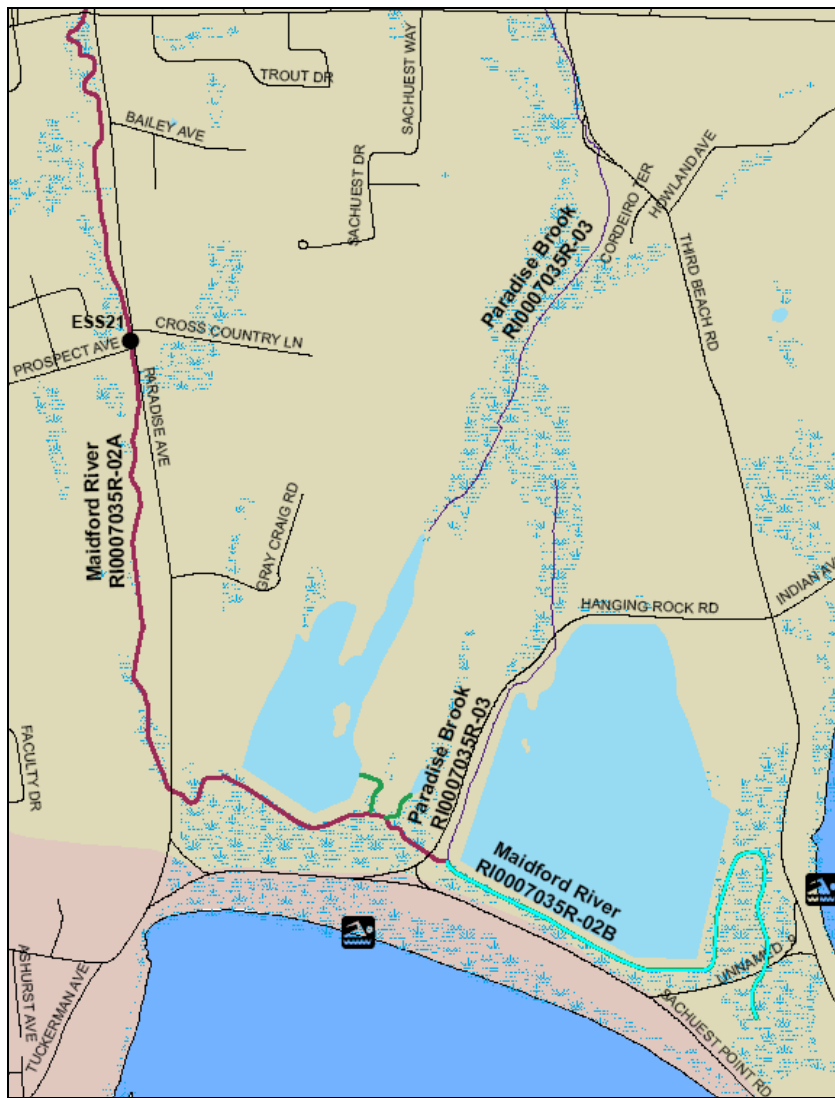 TROUT DR
SACHUEST WAY
BAILEY AVE
SACHUEST DR
HOWLAND AVE
CORDEIRO TER
Paradise Brook
RI0007035R-03
THIRD BEACH RD
ESS21
CROSS COUNTRY LN
PROSPECT AVE
PARADISE AVE
Maidford River
RI0007035R-02A
GRAY CRAIG RD
INDIAN AV
HANGING ROCK RD
Paradise Brook
RI0007035R-03
FACULTY DR
Maidford River
RI0007035R-02B
ASHURST AVE
TUCKERMAN AVE
SACHUEST POINT RD